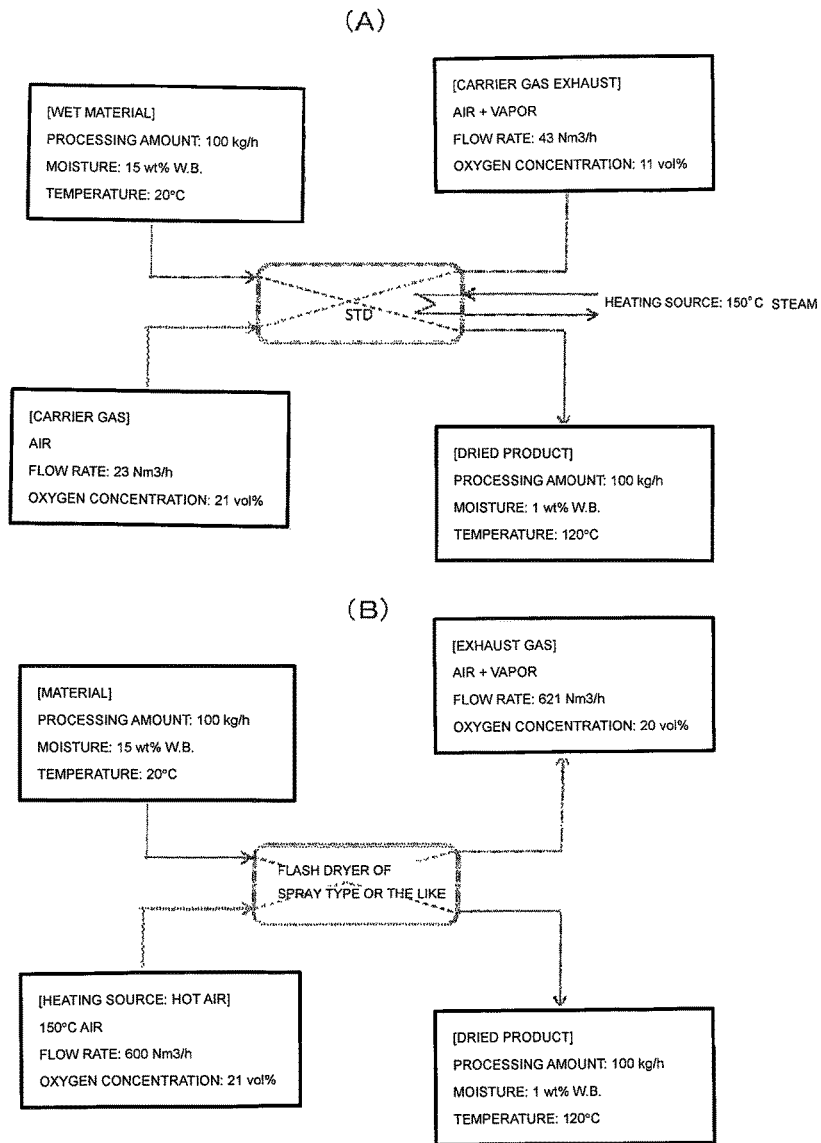 (A)
[WET MATERIAL]
PROCESSING AMOUNT: 100 kg/h
MOISTURE: 15 wt% W.B.
TEMPERATURE: 20°C
[CARRIER GAS EXHAUST]
AIR + VAPOR
FLOW RATE: 43 Nm3/h
OXYGEN CONCENTRATION: 11 vol%
STD
HEATING SOURCE: 150°C STEAM
[CARRIER GAS]
AIR
FLOW RATE: 23 Nm3/h
OXYGEN CONCENTRATION: 21 vol%
[DRIED PRODUCT]
PROCESSING AMOUNT: 100 kg/h
MOISTURE: 1 wt% W.B.
TEMPERATURE: 120°C
(B)
[MATERIAL]
PROCESSING AMOUNT: 100 kg/h
MOISTURE: 15 wt% W.B.
TEMPERATURE: 20°C
[EXHAUST GAS]
AIR + VAPOR
FLOW RATE: 621 Nm3/h
OXYGEN CONCENTRATION: 20 vol%
FLASH DRYER OF
SPRAY TYPE OR THE LIKE
[HEATING SOURCE: HOT AIR]
150°C AIR
FLOW RATE: 600 Nm3/h
OXYGEN CONCENTRATION: 21 vol%
[DRIED PRODUCT]
PROCESSING AMOUNT: 100 kg/h
MOISTURE: 1 wt% W.B.
TEMPERATURE: 120°C